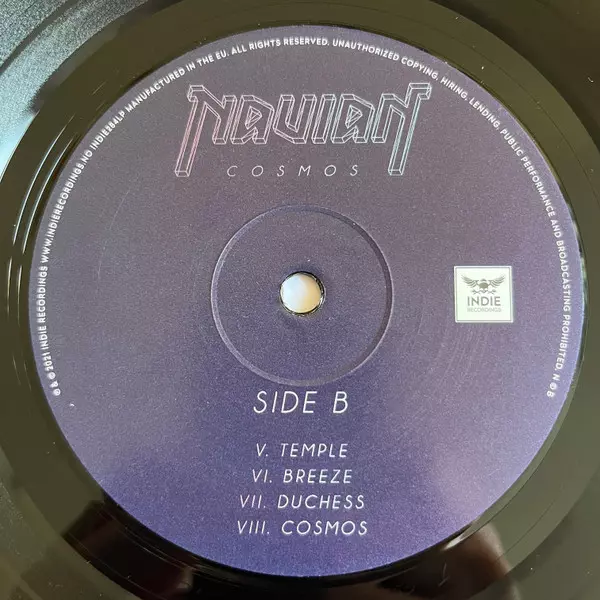 ℗ & © 2021 INDIE RECORDINGS WWW.INDIERECORDINGS.NO INDIE284LP MANUFACTURED IN THE EU. ALL RIGHTS RESERVED. UNAUTHORIZED COPYING, HIRING, LENDING, PUBLIC PERFORMANCE AND BROADCASTING PROHIBITED. N©B
NAVIAN
COSMOS
INDIE
RECORDINGS
SIDE B
V. TEMPLE
VI. BREEZE
VII. DUCHESS
VIII. COSMOS